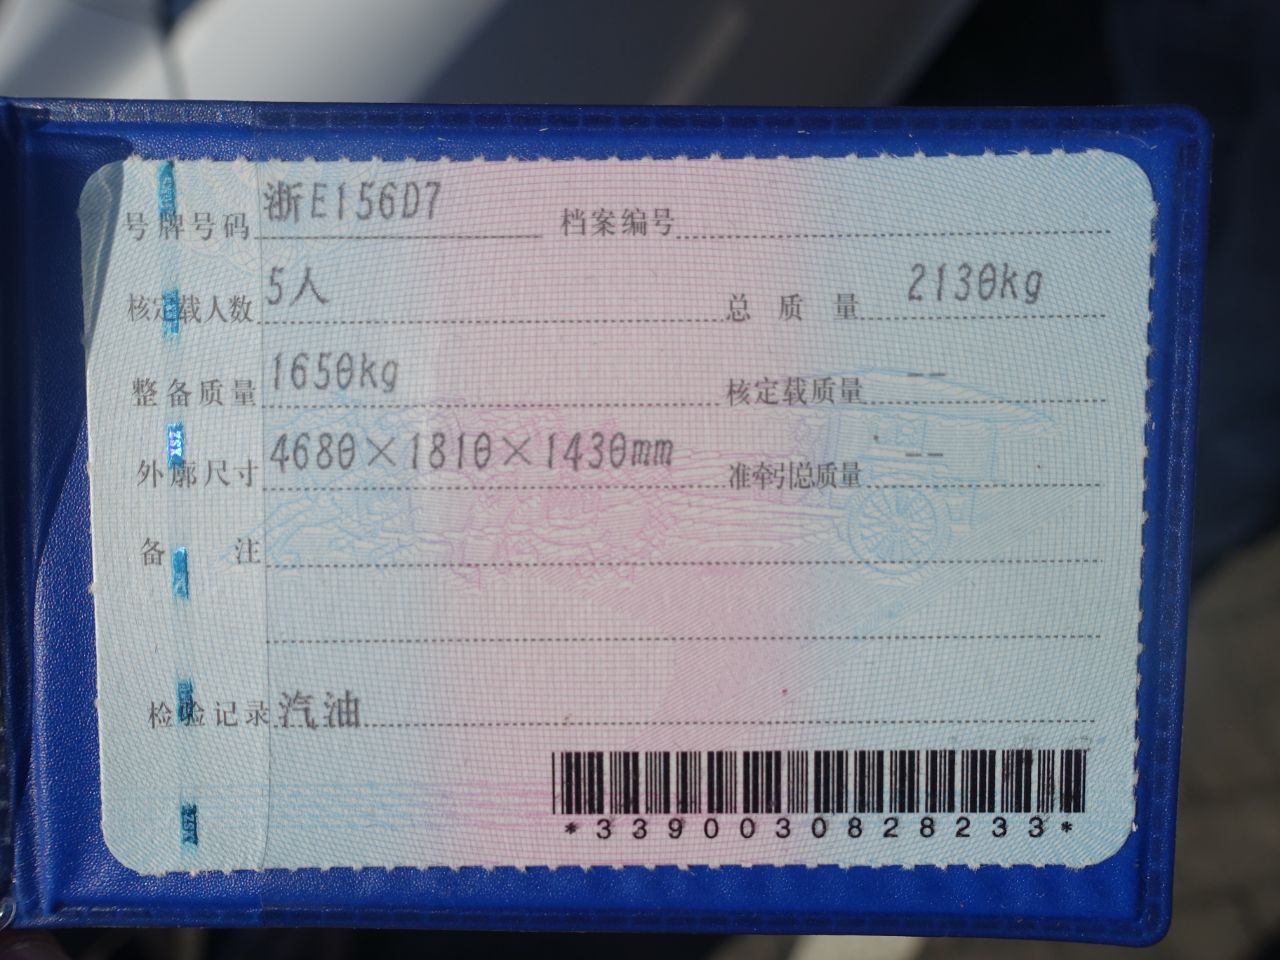 号牌号码 浙E156D7 档案编号
核定载人数 5人 总质量 2130kg
整备质量 1650kg 核定载质量 --
外廓尺寸 4680×1810×1430mm 准牵引总质量 --
备注
检验记录 汽油
*3390030828233*